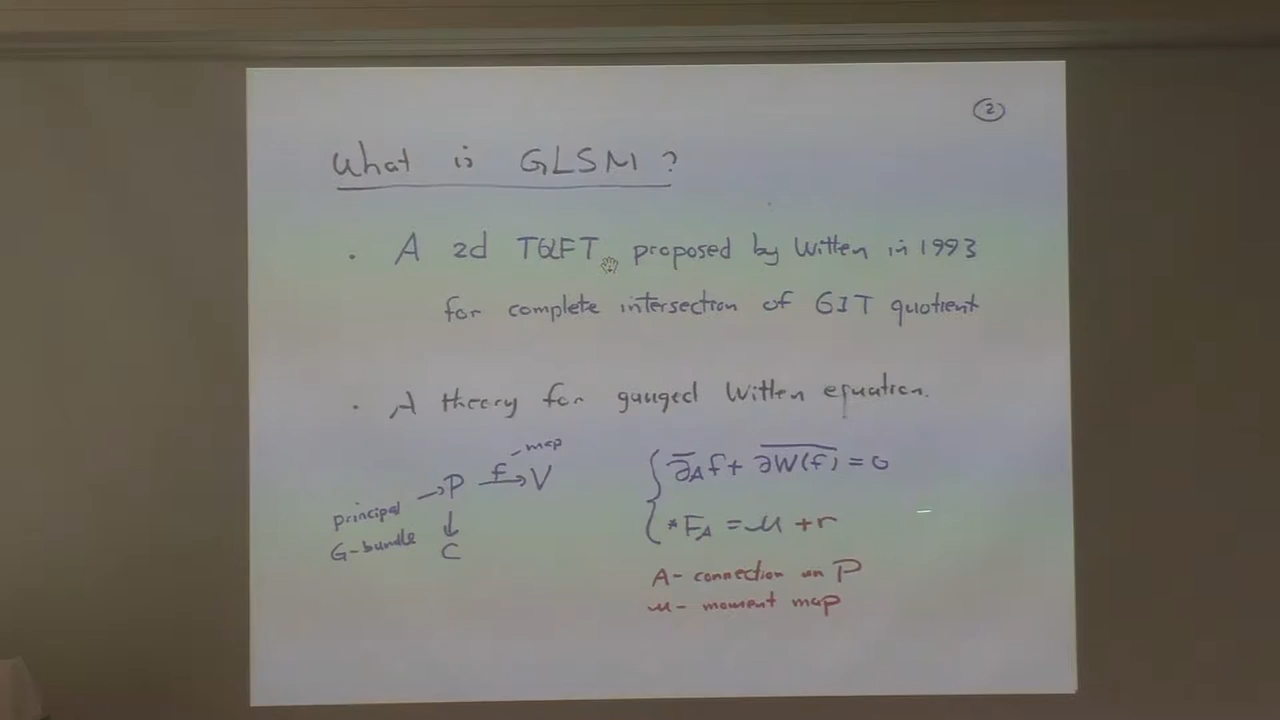 2
What is GLSM?
· A 2d TQFT proposed by Witten in 1993
for complete intersection of GIT quotient
· A theory for gauged Witten equation.
principal G-bundle → P —f→ V
map
↓
C
{ ∂̄_A f + \overline{∂W(f)} = 0
*F_A = μ + r
A- connection on P
μ- moment map